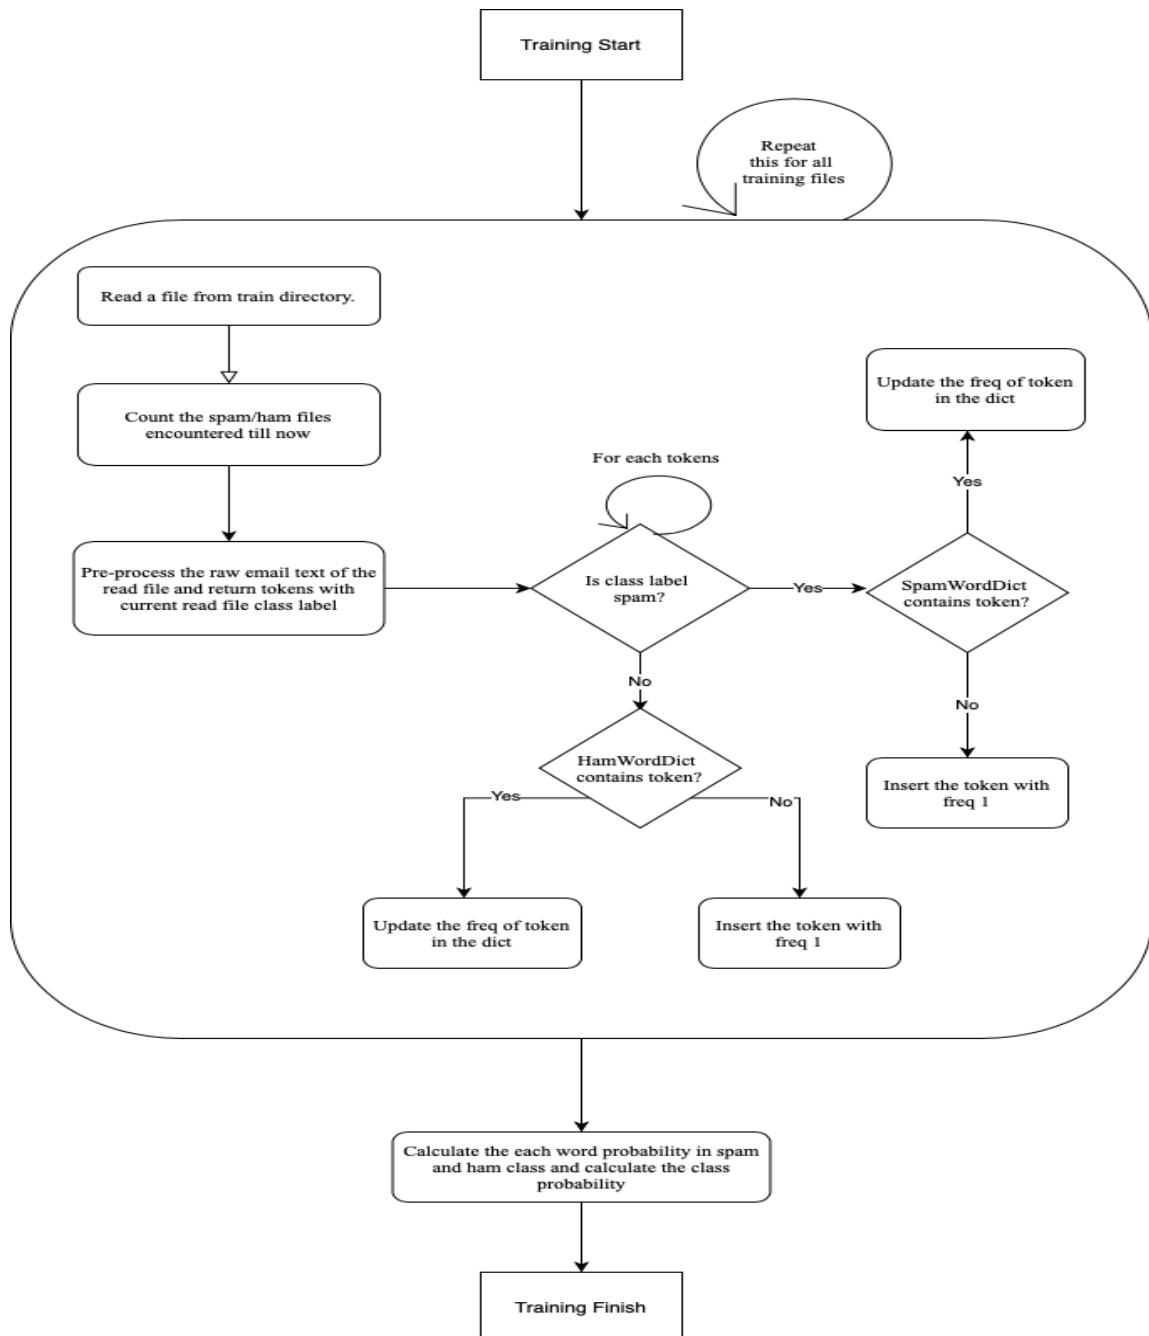 Training Start
Repeat
this for all
training files
Read a file from train directory.
Count the spam/ham files
encountered till now
Pre-process the raw email text of the
read file and return tokens with
current read file class label
For each tokens
Is class label
spam?
Yes
SpamWordDict
contains token?
Yes
Update the freq of token
in the dict
No
Insert the token with
freq 1
No
HamWordDict
contains token?
Yes
Update the freq of token
in the dict
No
Insert the token with
freq 1
Calculate the each word probability in spam
and ham class and calculate the class
probability
Training Finish